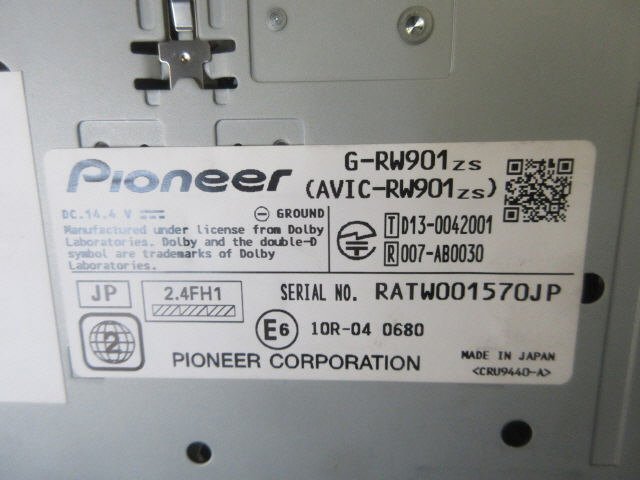 Pioneer
G-RW901zs
(AVIC-RW901zs)
DC.14.4 V
GROUND
Manufactured under license from Dolby
Laboratories. Dolby and the double-D
symbol are trademarks of Dolby
Laboratories.
T D13-0042001
R 007-AB0030
JP
2.4FH1
SERIAL NO. RATW001570JP
2
E6 10R-04 0680
PIONEER CORPORATION
MADE IN JAPAN
<CRU9440-A>